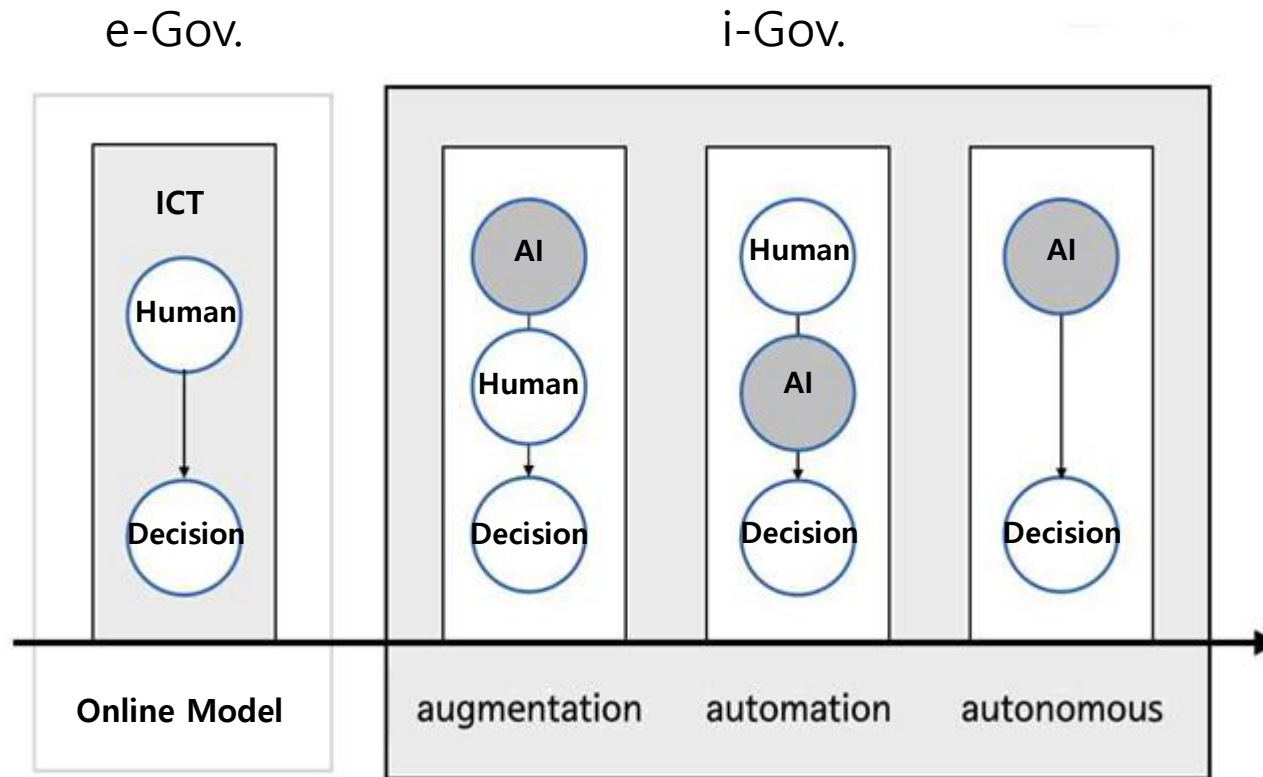 e-Gov.
i-Gov.
ICT
Human
Decision
Online Model
AI
Human
Decision
augmentation
Human
AI
Decision
automation
AI
Decision
autonomous